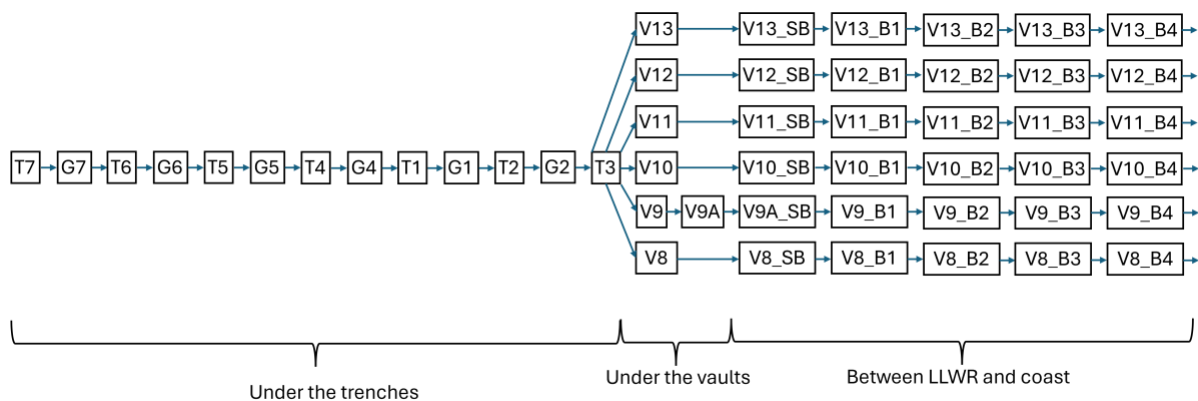 V13 V13_SB V13_B1 V13_B2 V13_B3 V13_B4
V12 V12_SB V12_B1 V12_B2 V12_B3 V12_B4
V11 V11_SB V11_B1 V11_B2 V11_B3 V11_B4
T7 G7 T6 G6 T5 G5 T4 G4 T1 G1 T2 G2 T3 V10 V10_SB V10_B1 V10_B2 V10_B3 V10_B4
V9 V9A V9A_SB V9_B1 V9_B2 V9_B3 V9_B4
V8 V8_SB V8_B1 V8_B2 V8_B3 V8_B4
Under the trenches
Under the vaults
Between LLWR and coast